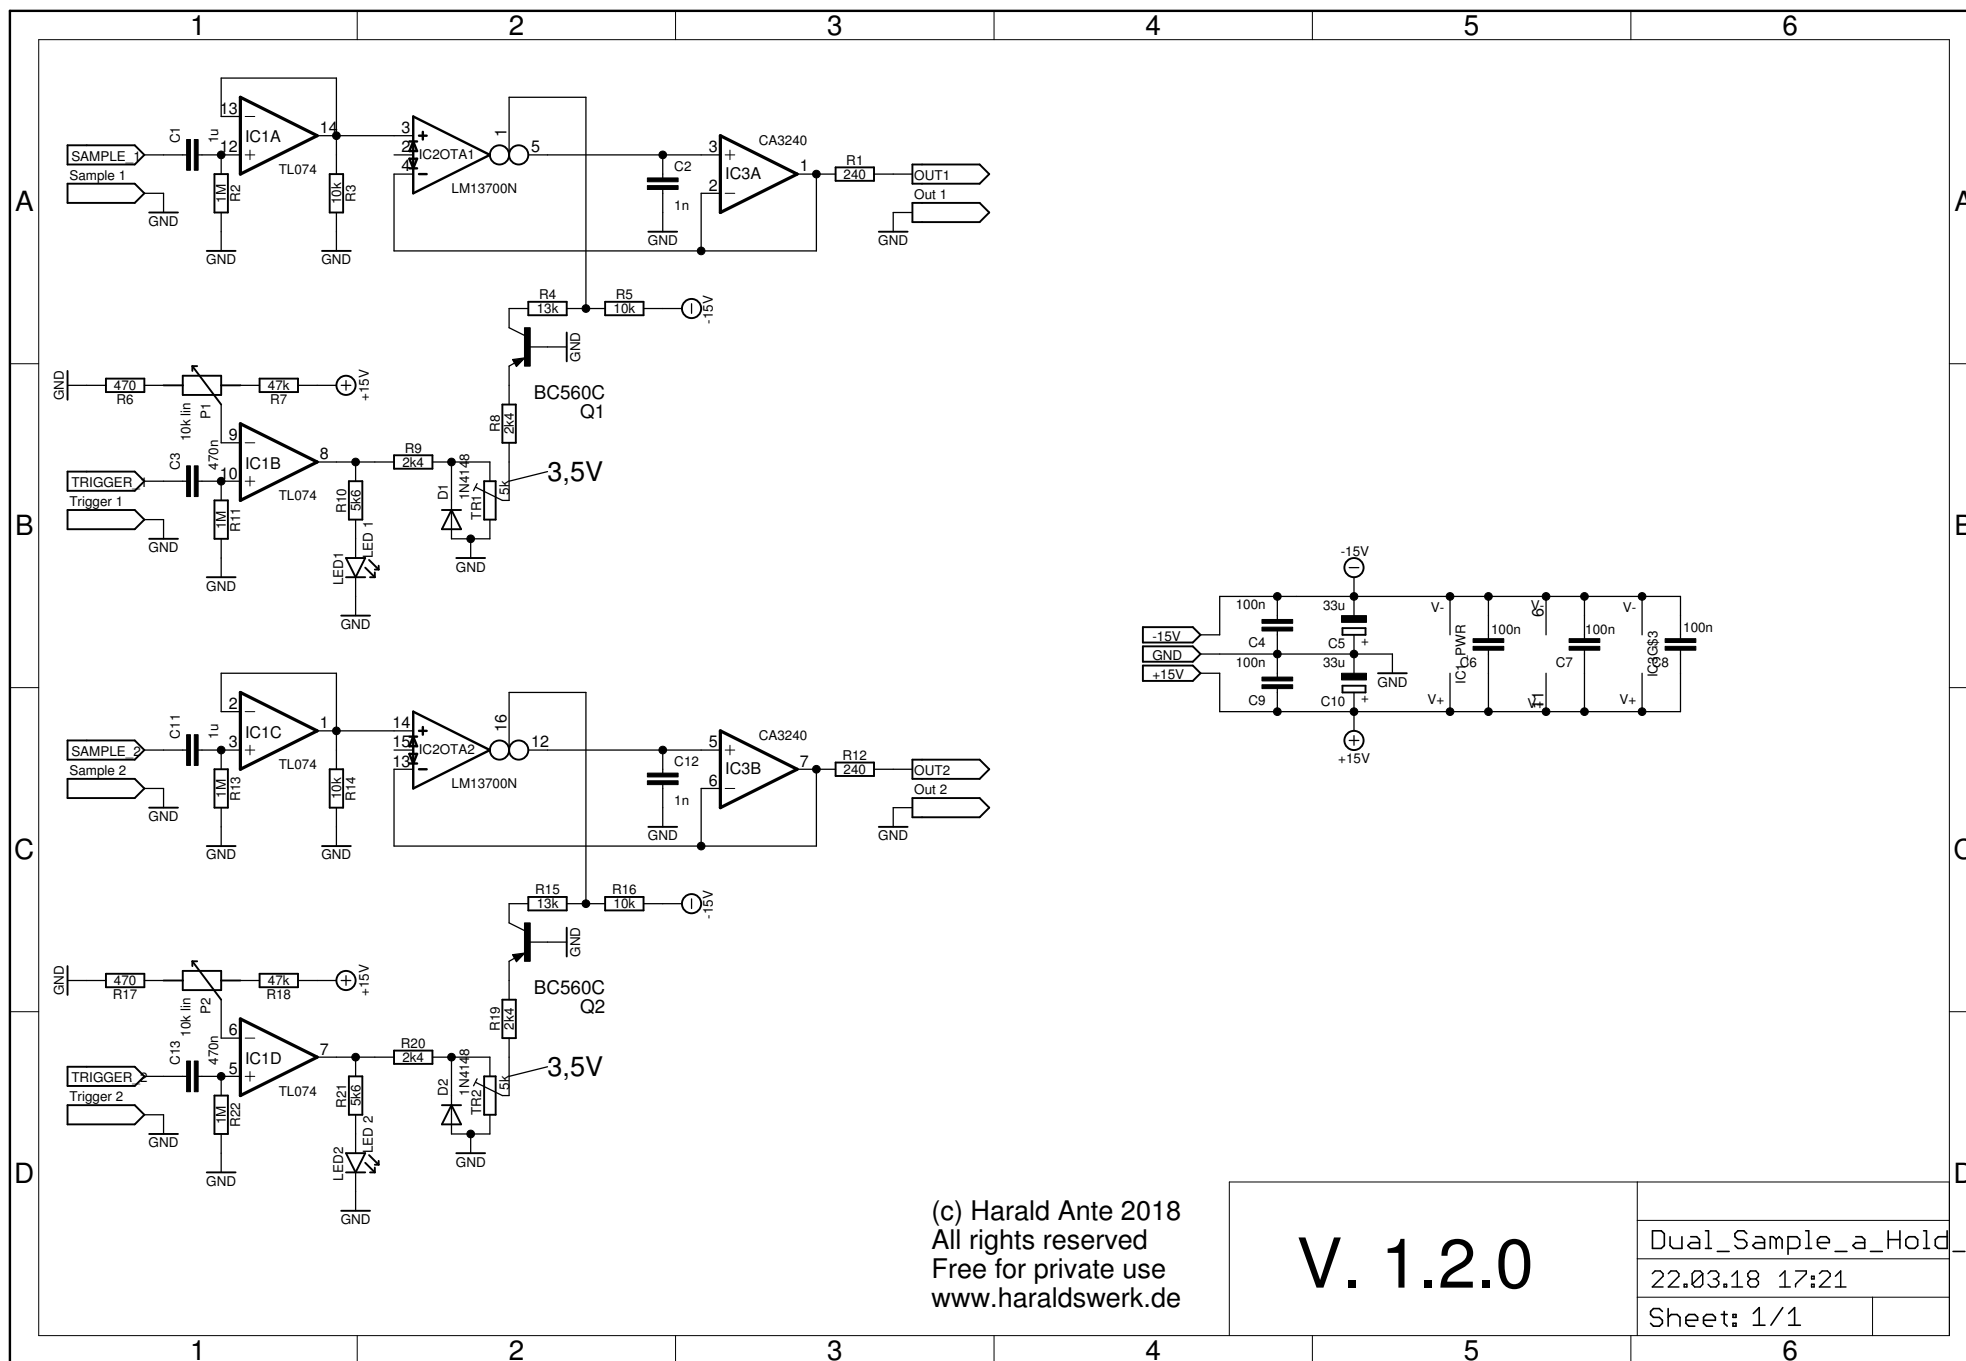 1 2 3 4 5 6
A A
B B
C C
D D
SAMPLE_1
Sample 1
GND
C1
1u
13
12
14
IC1A
TL074
1M
R2
GND
10k
R3
GND
3
2
4
IC2OTA1
LM13700N
1
5
C2
1n
GND
3
2
1
IC3A
CA3240
R1
240
OUT1
Out 1
GND
R4
13k
R5
10k
-15V
GND
BC560C
Q1
R8
2k4
GND
470
R6
10k lin
P1
47k
R7
+15V
TRIGGER
Trigger 1
GND
C3
470n
9
10
8
IC1B
TL074
1M
R11
GND
R10
5k6
LED1
LED 1
GND
R9
2k4
D1
1N4148
TR1
5k
3,5V
GND
SAMPLE_2
Sample 2
GND
C11
1u
2
3
1
IC1C
TL074
1M
R13
GND
10k
R14
GND
14
15
13
IC2OTA2
LM13700N
16
12
C12
1n
GND
5
6
7
IC3B
CA3240
R12
240
OUT2
Out 2
GND
R15
13k
R16
10k
-15V
GND
BC560C
Q2
R19
2k4
GND
470
R17
10k lin
P2
47k
R18
+15V
TRIGGER
Trigger 2
GND
C13
470n
6
5
7
IC1D
TL074
1M
R22
GND
R21
5k6
LED2
LED 2
GND
R20
2k4
D2
1N4148
TR2
5k
3,5V
GND
-15V
GND
+15V
100n
C4
100n
C9
-15V
33u
C5
+
33u
C10
+
+15V
GND
V-
IC1_PWR
V+
100n
C6
V-
6
V+
11
100n
C7
V-
V+
100n
C8
(c) Harald Ante 2018
All rights reserved
Free for private use
www.haraldswerk.de
V. 1.2.0
Dual_Sample_a_Hold_
22.03.18 17:21
Sheet: 1/1
1 2 3 4 5 6